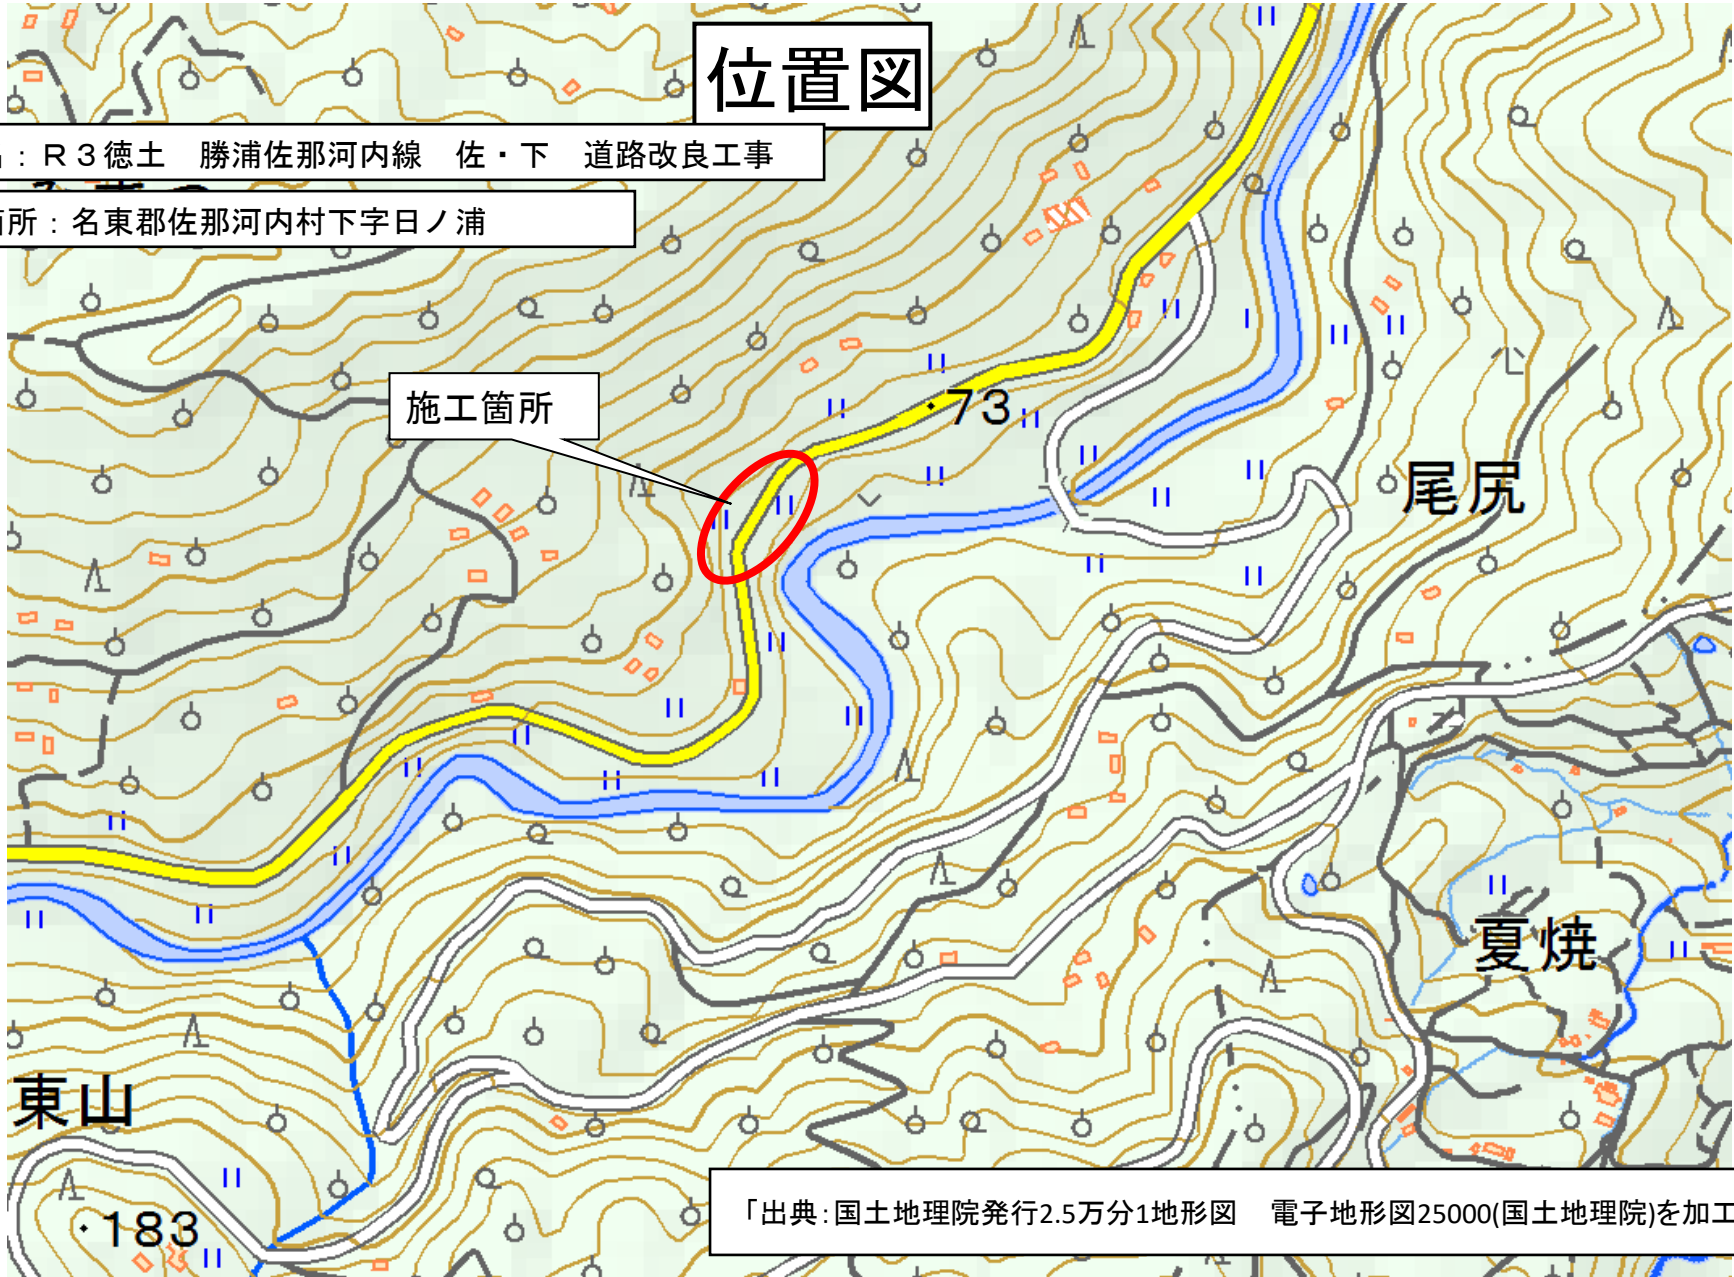 位置図
：Ｒ３徳土　勝浦佐那河内線　佐・下　道路改良工事
所：名東郡佐那河内村下字日ノ浦
施工箇所
73
尾尻
夏焼
東山
183
「出典：国土地理院発行2.5万分1地形図　電子地形図25000(国土地理院)を加工